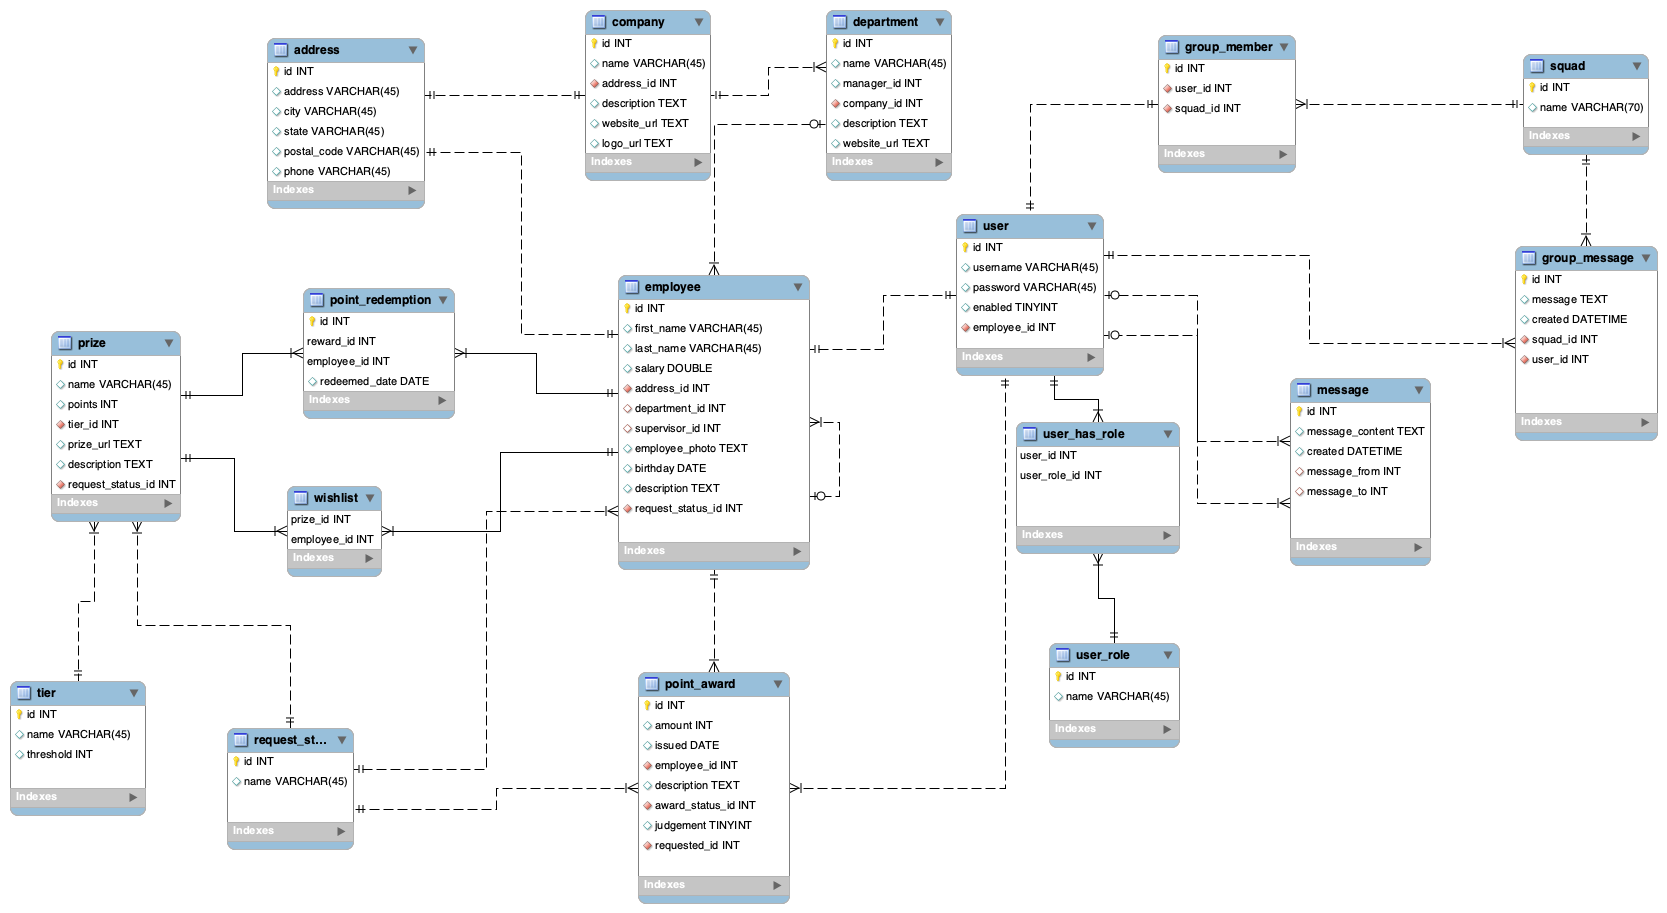 address
id INT
address VARCHAR(45)
city VARCHAR(45)
state VARCHAR(45)
postal_code VARCHAR(45)
phone VARCHAR(45)
Indexes
company
id INT
name VARCHAR(45)
address_id INT
description TEXT
website_url TEXT
logo_url TEXT
Indexes
department
id INT
name VARCHAR(45)
manager_id INT
company_id INT
description TEXT
website_url TEXT
Indexes
group_member
id INT
user_id INT
squad_id INT
Indexes
squad
id INT
name VARCHAR(70)
Indexes
user
id INT
username VARCHAR(45)
password VARCHAR(45)
enabled TINYINT
employee_id INT
Indexes
group_message
id INT
message TEXT
created DATETIME
squad_id INT
user_id INT
Indexes
employee
id INT
first_name VARCHAR(45)
last_name VARCHAR(45)
salary DOUBLE
address_id INT
department_id INT
supervisor_id INT
employee_photo TEXT
birthday DATE
description TEXT
request_status_id INT
Indexes
point_redemption
id INT
reward_id INT
employee_id INT
redeemed_date DATE
Indexes
prize
id INT
name VARCHAR(45)
points INT
tier_id INT
prize_url TEXT
description TEXT
request_status_id INT
Indexes
message
id INT
message_content TEXT
created DATETIME
message_from INT
message_to INT
Indexes
user_has_role
user_id INT
user_role_id INT
Indexes
wishlist
prize_id INT
employee_id INT
Indexes
user_role
id INT
name VARCHAR(45)
Indexes
point_award
id INT
amount INT
issued DATE
employee_id INT
description TEXT
award_status_id INT
judgement TINYINT
requested_id INT
Indexes
tier
id INT
name VARCHAR(45)
threshold INT
Indexes
request_st...
id INT
name VARCHAR(45)
Indexes